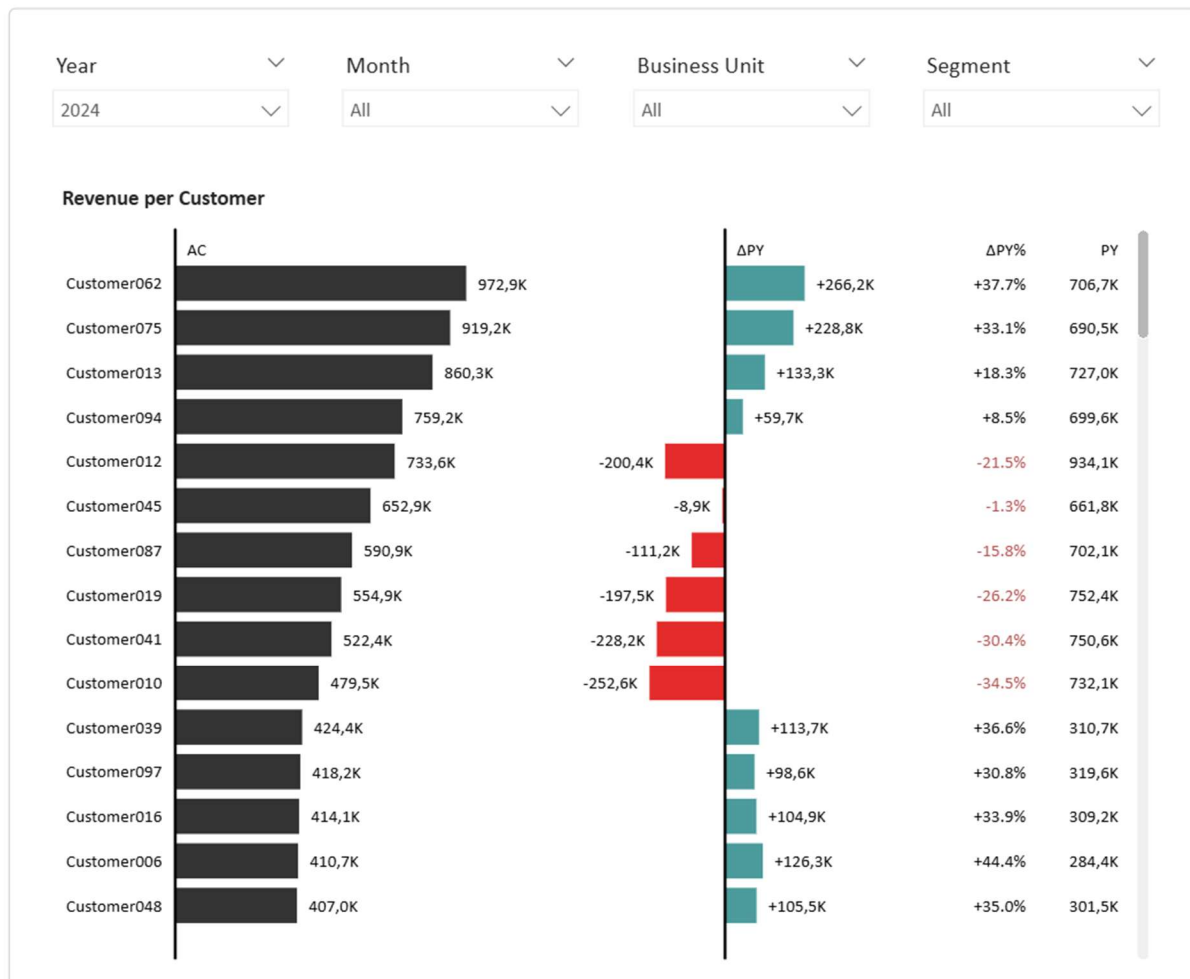 Year Month Business Unit Segment
2024 All All All
Revenue per Customer
AC ΔPY ΔPY% PY
Customer062 972,9K +266,2K +37.7% 706,7K
Customer075 919,2K +228,8K +33.1% 690,5K
Customer013 860,3K +133,3K +18.3% 727,0K
Customer094 759,2K +59,7K +8.5% 699,6K
Customer012 733,6K -200,4K -21.5% 934,1K
Customer045 652,9K -8,9K -1.3% 661,8K
Customer087 590,9K -111,2K -15.8% 702,1K
Customer019 554,9K -197,5K -26.2% 752,4K
Customer041 522,4K -228,2K -30.4% 750,6K
Customer010 479,5K -252,6K -34.5% 732,1K
Customer039 424,4K +113,7K +36.6% 310,7K
Customer097 418,2K +98,6K +30.8% 319,6K
Customer016 414,1K +104,9K +33.9% 309,2K
Customer006 410,7K +126,3K +44.4% 284,4K
Customer048 407,0K +105,5K +35.0% 301,5K